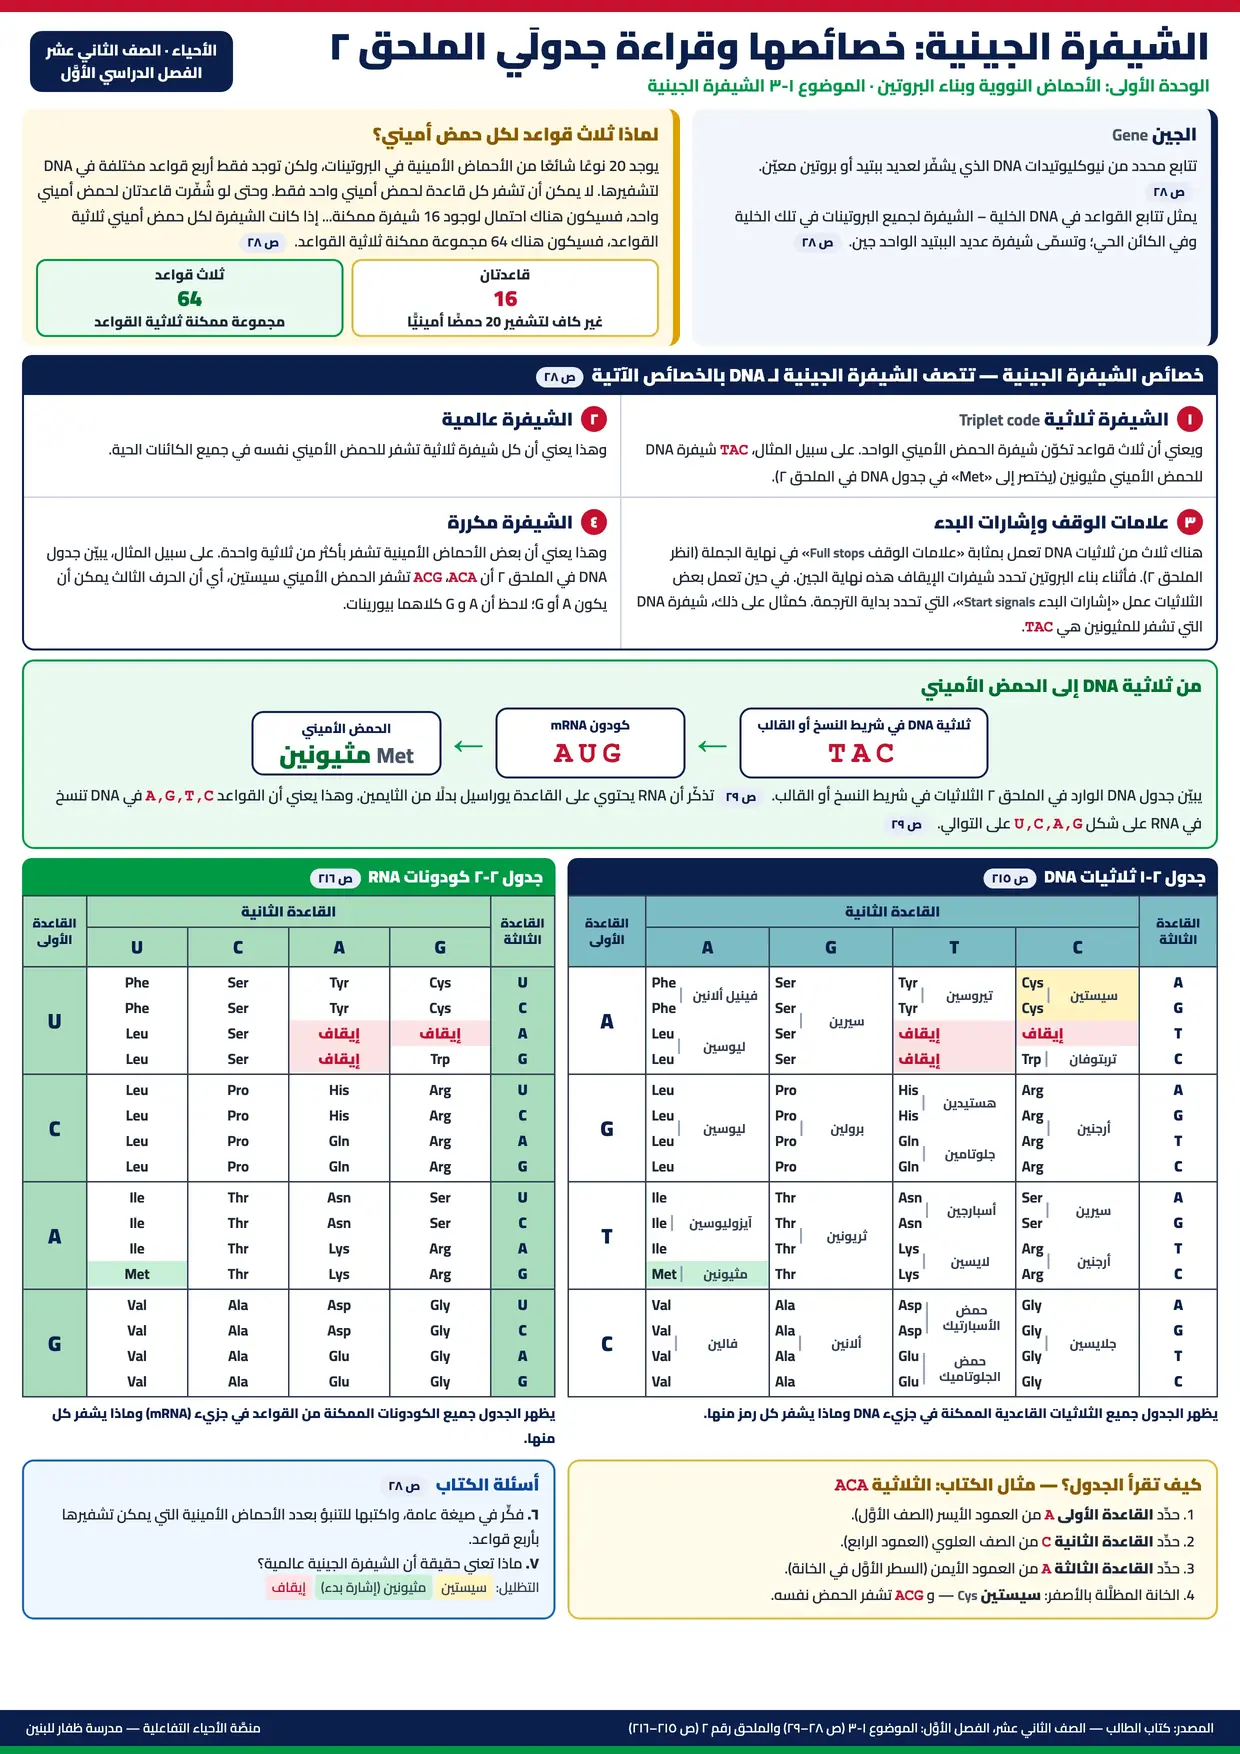 الشيفرة الجينية: خصائصها وقراءة جدولَي الملحق ٢
الوحدة الأولى: الأحماض النووية وبناء البروتين · الموضوع ١-٣ الشيفرة الجينية
الأحياء · الصف الثاني عشر
الفصل الدراسي الأوَّل
الجين Gene
تتابع محدد من نيوكليوتيدات DNA الذي يشفّر لعديد ببتيد أو بروتين معيّن.
ص ٢٨
يمثل تتابع القواعد في DNA الخلية – الشيفرة لجميع البروتينات في تلك الخلية
وفي الكائن الحي؛ وتسمّى شيفرة عديد الببتيد الواحد جين. ص ٢٨
لماذا ثلاث قواعد لكل حمض أميني؟
يوجد 20 نوعًا شائعًا من الأحماض الأمينية في البروتينات، ولكن توجد فقط أربع قواعد مختلفة في DNA
لتشفيرها. لا يمكن أن تشفر كل قاعدة لحمض أميني واحد فقط. وحتى لو شُفّرت قاعدتان لحمض أميني
واحد، فسيكون هناك احتمال لوجود 16 شيفرة ممكنة... إذا كانت الشيفرة لكل حمض أميني ثلاثية
القواعد، فسيكون هناك 64 مجموعة ممكنة ثلاثية القواعد. ص ٢٨
قاعدتان
16
غير كاف لتشفير 20 حمضًا أمينيًّا
ثلاث قواعد
64
مجموعة ممكنة ثلاثية القواعد
خصائص الشيفرة الجينية — تتصف الشيفرة الجينية لـ DNA بالخصائص الآتية ص ٢٨
١ الشيفرة ثلاثية Triplet code
ويعني أن ثلاث قواعد تكوّن شيفرة الحمض الأميني الواحد. على سبيل المثال، TAC شيفرة DNA
للحمض الأميني مثيونين (يختصر إلى «Met» في جدول DNA في الملحق ٢).
٢ الشيفرة عالمية
وهذا يعني أن كل شيفرة ثلاثية تشفر للحمض الأميني نفسه في جميع الكائنات الحية.
٣ علامات الوقف وإشارات البدء
هناك ثلاث من ثلاثيات DNA تعمل بمثابة «علامات الوقف Full stops» في نهاية الجملة (انظر
الملحق ٢). فأثناء بناء البروتين تحدد شيفرات الإيقاف هذه نهاية الجين. في حين تعمل بعض
الثلاثيات عمل «إشارات البدء Start signals»، التي تحدد بداية الترجمة. كمثال على ذلك، شيفرة DNA
التي تشفر للمثيونين هي TAC.
٤ الشيفرة مكررة
وهذا يعني أن بعض الأحماض الأمينية تشفر بأكثر من ثلاثية واحدة. على سبيل المثال، يبيّن جدول
DNA في الملحق ٢ أن ACA، ACG تشفر الحمض الأميني سيستين، أي أن الحرف الثالث يمكن أن
يكون A أو G؛ لاحظ أن A و G كلاهما بيورينات.
من ثلاثية DNA إلى الحمض الأميني
ثلاثية DNA في شريط النسخ أو القالب
TAC
←
كودون mRNA
AUG
←
الحمض الأميني
Met مثيونين
يبيّن جدول DNA الوارد في الملحق ٢ الثلاثيات في شريط النسخ أو القالب. ص ٢٩ تذكّر أن RNA يحتوي على القاعدة يوراسيل بدلًا من الثايمين. وهذا يعني أن القواعد A,G,T,C في DNA تنسخ
في RNA على شكل U,C,A,G على التوالي. ص ٢٩
جدول ٢-١ ثلاثيات DNA ص ٢١٥
القاعدة الأولى القاعدة الثانية القاعدة الثالثة
A G T C
A
Phe Ser Tyr Cys A
فينيل ألانين تيروسين سيستين
Phe Ser Tyr Cys G
سيرين
Leu Ser إيقاف إيقاف T
ليوسين
Leu Ser إيقاف Trp تربتوفان C
G
Leu Pro His Arg A
هستيدين
Leu Pro His Arg G
ليوسين برولين أرجنين
Leu Pro Gln Arg T
جلوتامين
Leu Pro Gln Arg C
T
Ile Thr Asn Ser A
أسبارجين سيرين
Ile آيزوليوسين Thr Asn Ser G
ثريونين
Ile Thr Lys Arg T
لايسين أرجنين
Met مثيونين Thr Lys Arg C
C
Val Ala Asp Gly A
حمض الأسبارتيك
Val Ala Asp Gly G
فالين ألانين جلايسين
Val Ala Glu Gly T
حمض الجلوتاميك
Val Ala Glu Gly C
يظهر الجدول جميع الثلاثيات القاعدية الممكنة في جزيء DNA وماذا يشفر كل رمز منها.
جدول ٢-٢ كودونات RNA ص ٢١٦
القاعدة الأولى القاعدة الثانية القاعدة الثالثة
U C A G
U
Phe Ser Tyr Cys U
Phe Ser Tyr Cys C
Leu Ser إيقاف إيقاف A
Leu Ser إيقاف Trp G
C
Leu Pro His Arg U
Leu Pro His Arg C
Leu Pro Gln Arg A
Leu Pro Gln Arg G
A
Ile Thr Asn Ser U
Ile Thr Asn Ser C
Ile Thr Lys Arg A
Met Thr Lys Arg G
G
Val Ala Asp Gly U
Val Ala Asp Gly C
Val Ala Glu Gly A
Val Ala Glu Gly G
يظهر الجدول جميع الكودونات الممكنة من القواعد في جزيء (mRNA) وماذا يشفر كل
منها.
كيف تقرأ الجدول؟ — مثال الكتاب: الثلاثية ACA
1. حدِّد القاعدة الأولى A من العمود الأيسر (الصف الأوَّل).
2. حدِّد القاعدة الثانية C من الصف العلوي (العمود الرابع).
3. حدِّد القاعدة الثالثة A من العمود الأيمن (السطر الأوَّل في الخانة).
4. الخانة المظلَّلة بالأصفر: سيستين Cys — و ACG تشفر الحمض نفسه.
أسئلة الكتاب ص ٢٨
٦. فكِّر في صيغة عامة، واكتبها للتنبؤ بعدد الأحماض الأمينية التي يمكن تشفيرها
بأربع قواعد.
٧. ماذا تعني حقيقة أن الشيفرة الجينية عالمية؟
التظليل: سيستين مثيونين (إشارة بدء) إيقاف
المصدر: كتاب الطالب — الصف الثاني عشر، الفصل الأوَّل: الموضوع ١-٣ (ص ٢٨–٢٩) والملحق رقم ٢ (ص ٢١٥–٢١٦)
منصَّة الأحياء التفاعلية — مدرسة ظفار للبنين